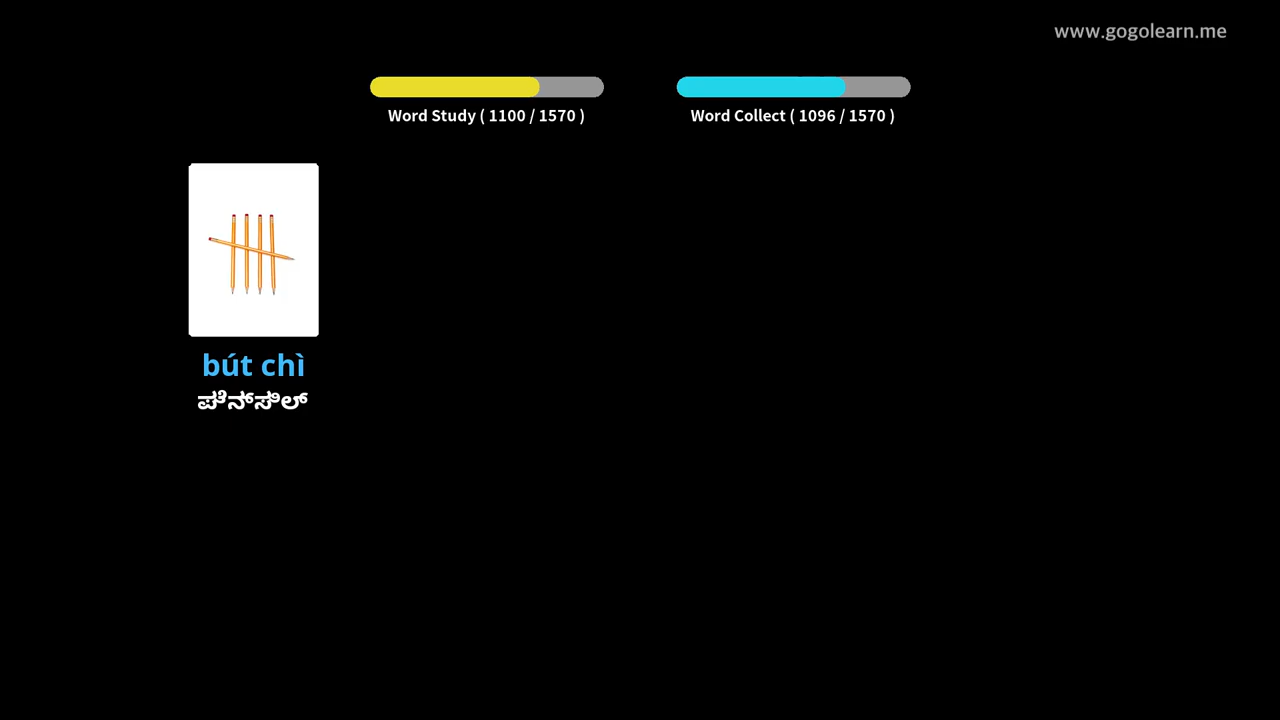 www.gogolearn.me
Word Study ( 1100 / 1570 )
Word Collect ( 1096 / 1570 )
bút chì
ಪೆನ್ಸಿಲ್